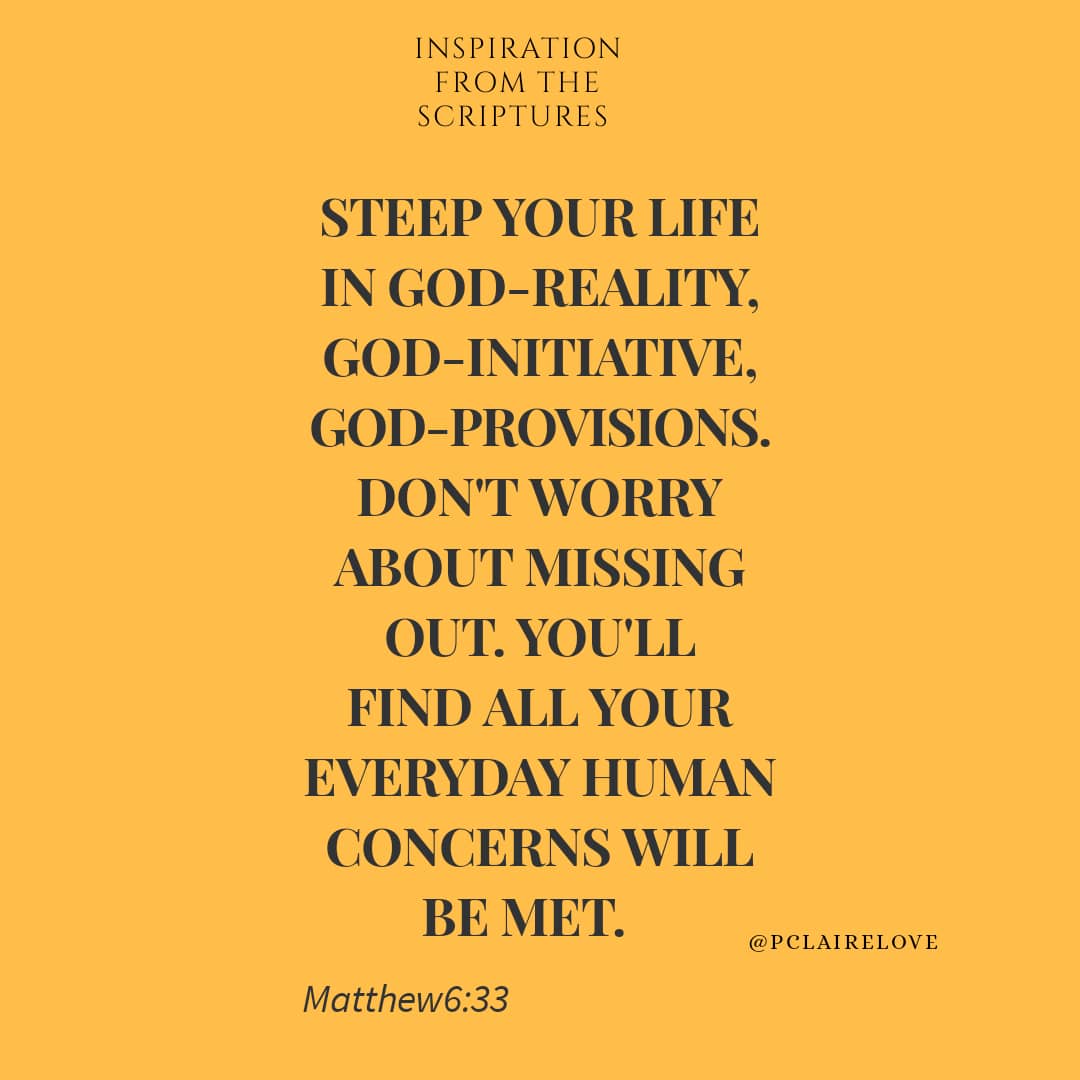 INSPIRATION
FROM THE
SCRIPTURES
STEEP YOUR LIFE
IN GOD-REALITY,
GOD-INITIATIVE,
GOD-PROVISIONS.
DON'T WORRY
ABOUT MISSING
OUT. YOU'LL
FIND ALL YOUR
EVERYDAY HUMAN
CONCERNS WILL
BE MET.
@PCLAIRELOVE
Matthew6:33